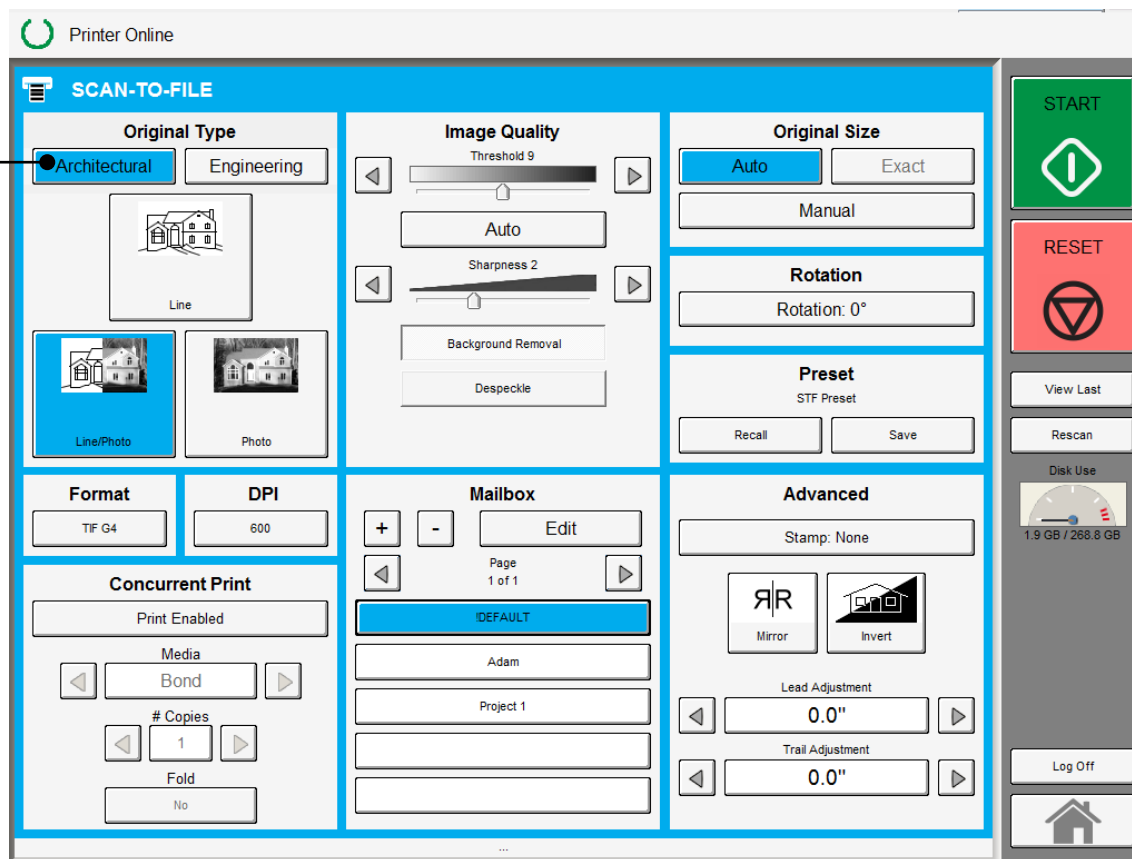 Printer Online
SCAN-TO-FILE
Original Type
Architectural
Engineering
Line
Line/Photo
Photo
Image Quality
Threshold 9
Auto
Sharpness 2
Background Removal
Despeckle
Original Size
Auto
Exact
Manual
Rotation
Rotation: 0°
Preset
STF Preset
Recall
Save
Format
TIF G4
DPI
600
Concurrent Print
Print Enabled
Media
Bond
# Copies
1
Fold
No
Mailbox
+
-
Edit
Page
1 of 1
!DEFAULT
Adam
Project 1
Advanced
Stamp: None
ЯR
Mirror
Invert
Lead Adjustment
0.0"
Trail Adjustment
0.0"
...
START
RESET
View Last
Rescan
Disk Use
1.9 GB / 268.8 GB
Log Off